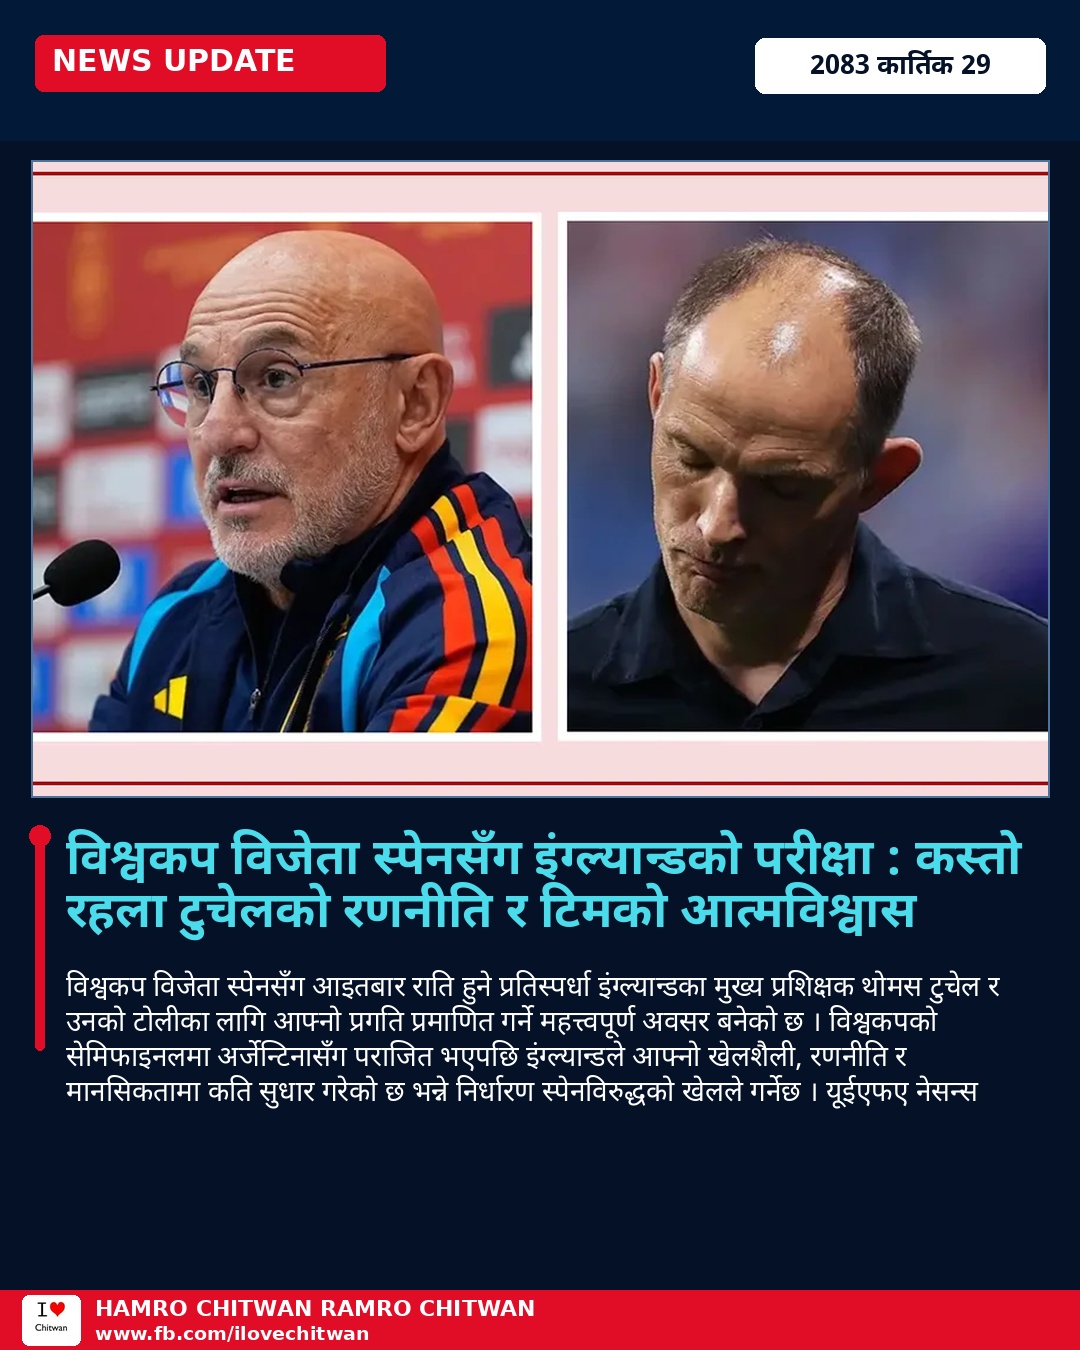 NEWS UPDATE
2083 कार्तिक 29
विश्वकप विजेता स्पेनसँग इंग्ल्यान्डको परीक्षा : कस्तो
रहला टुचेलको रणनीति र टिमको आत्मविश्वास
विश्वकप विजेता स्पेनसँग आइतबार राति हुने प्रतिस्पर्धा इंग्ल्यान्डका मुख्य प्रशिक्षक थोमस टुचेल र
उनको टोलीका लागि आफ्नो प्रगति प्रमाणित गर्ने महत्त्वपूर्ण अवसर बनेको छ । विश्वकपको
सेमिफाइनलमा अर्जेन्टिनासँग पराजित भएपछि इंग्ल्यान्डले आफ्नो खेलशैली, रणनीति र
मानसिकतामा कति सुधार गरेको छ भन्ने निर्धारण स्पेनविरुद्धको खेलले गर्नेछ । यूईएफए नेसन्स
I
Chitwan
HAMRO CHITWAN RAMRO CHITWAN
www.fb.com/ilovechitwan